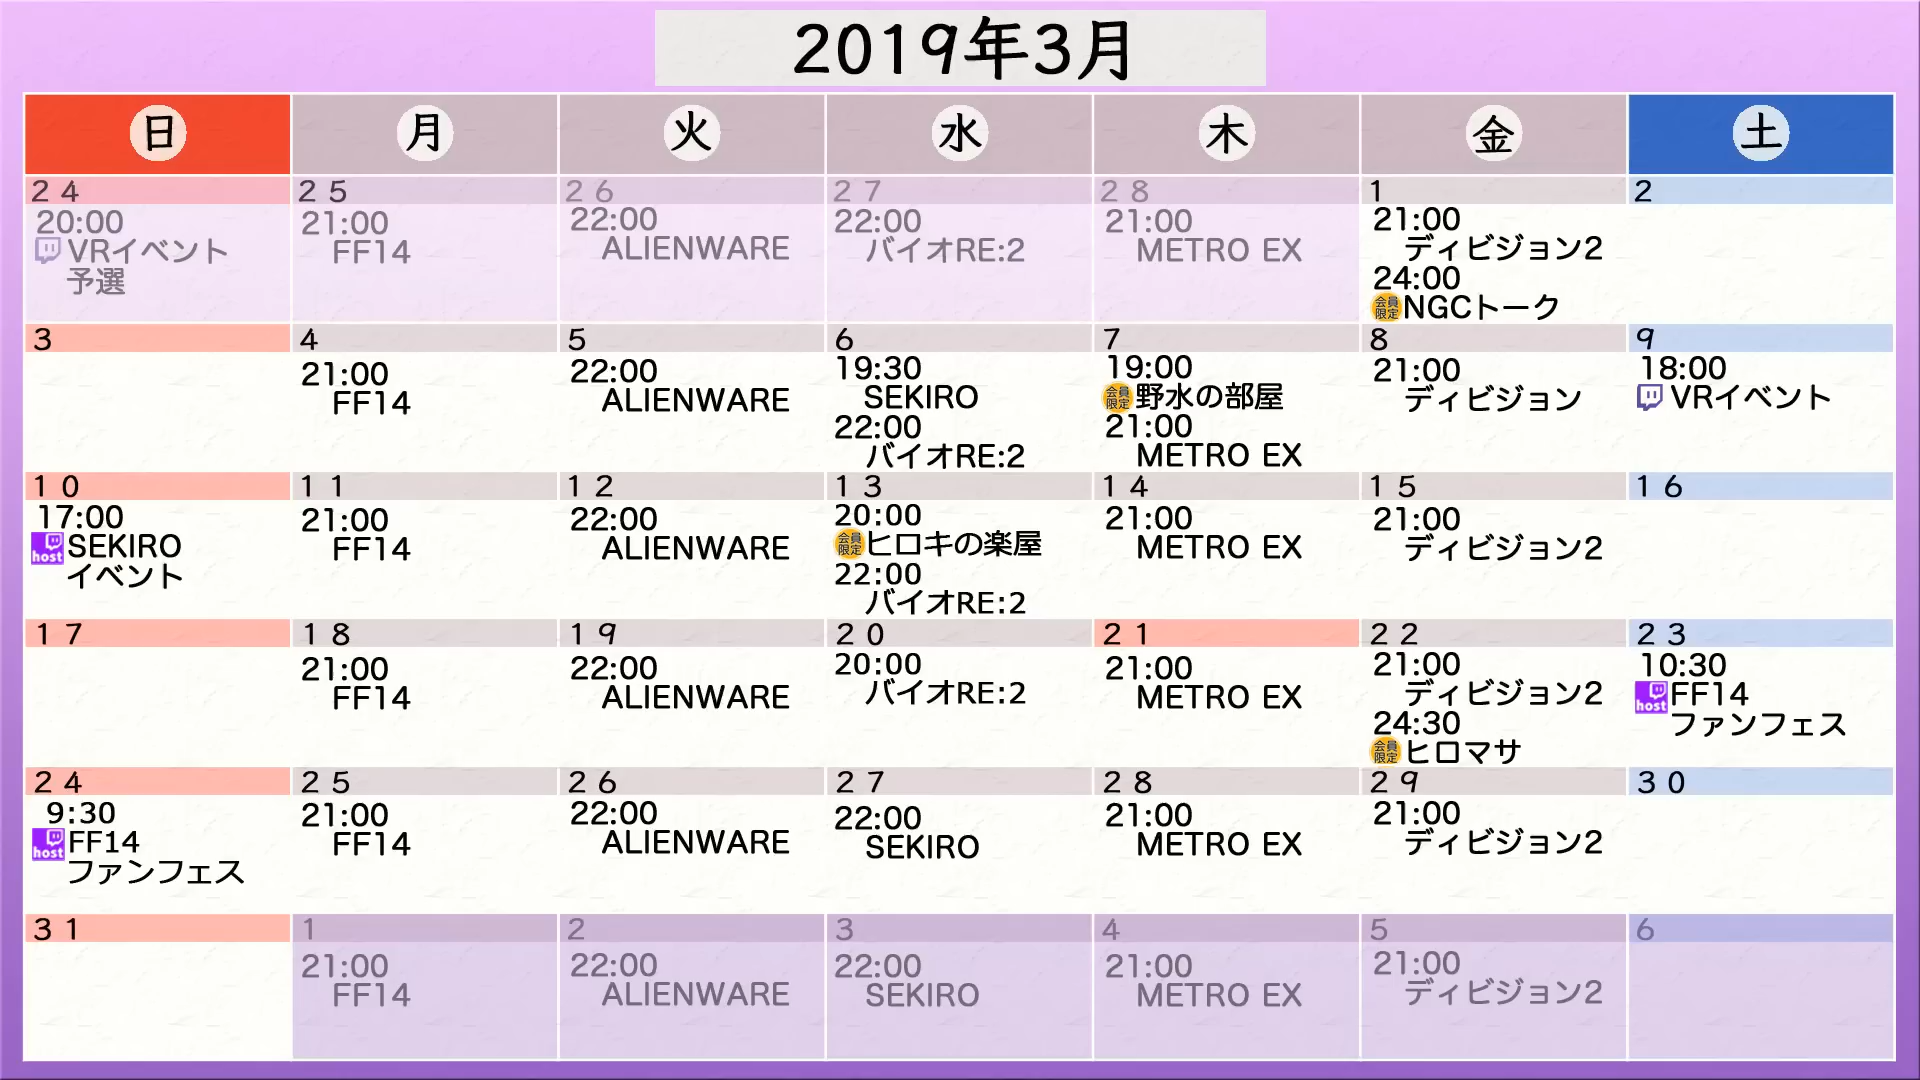 2019年3月
日 月 火 水 木 金 土
24 25 26 27 28 1 2
20:00
VRイベント
予選
21:00
FF14
22:00
ALIENWARE
22:00
バイオRE:2
21:00
METRO EX
21:00
ディビジョン2
24:00
会員限定 NGCトーク
3 4 5 6 7 8 9
21:00
FF14
22:00
ALIENWARE
19:30
SEKIRO
22:00
バイオRE:2
19:00
会員限定 野水の部屋
21:00
METRO EX
21:00
ディビジョン
18:00
VRイベント
10 11 12 13 14 15 16
17:00
host SEKIRO
イベント
21:00
FF14
22:00
ALIENWARE
20:00
会員限定 ヒロキの楽屋
22:00
バイオRE:2
21:00
METRO EX
21:00
ディビジョン2
17 18 19 20 21 22 23
21:00
FF14
22:00
ALIENWARE
20:00
バイオRE:2
21:00
METRO EX
21:00
ディビジョン2
24:30
会員限定 ヒロマサ
10:30
host FF14
ファンフェス
24 25 26 27 28 29 30
9:30
host FF14
ファンフェス
21:00
FF14
22:00
ALIENWARE
22:00
SEKIRO
21:00
METRO EX
21:00
ディビジョン2
31 1 2 3 4 5 6
21:00
FF14
22:00
ALIENWARE
22:00
SEKIRO
21:00
METRO EX
21:00
ディビジョン2